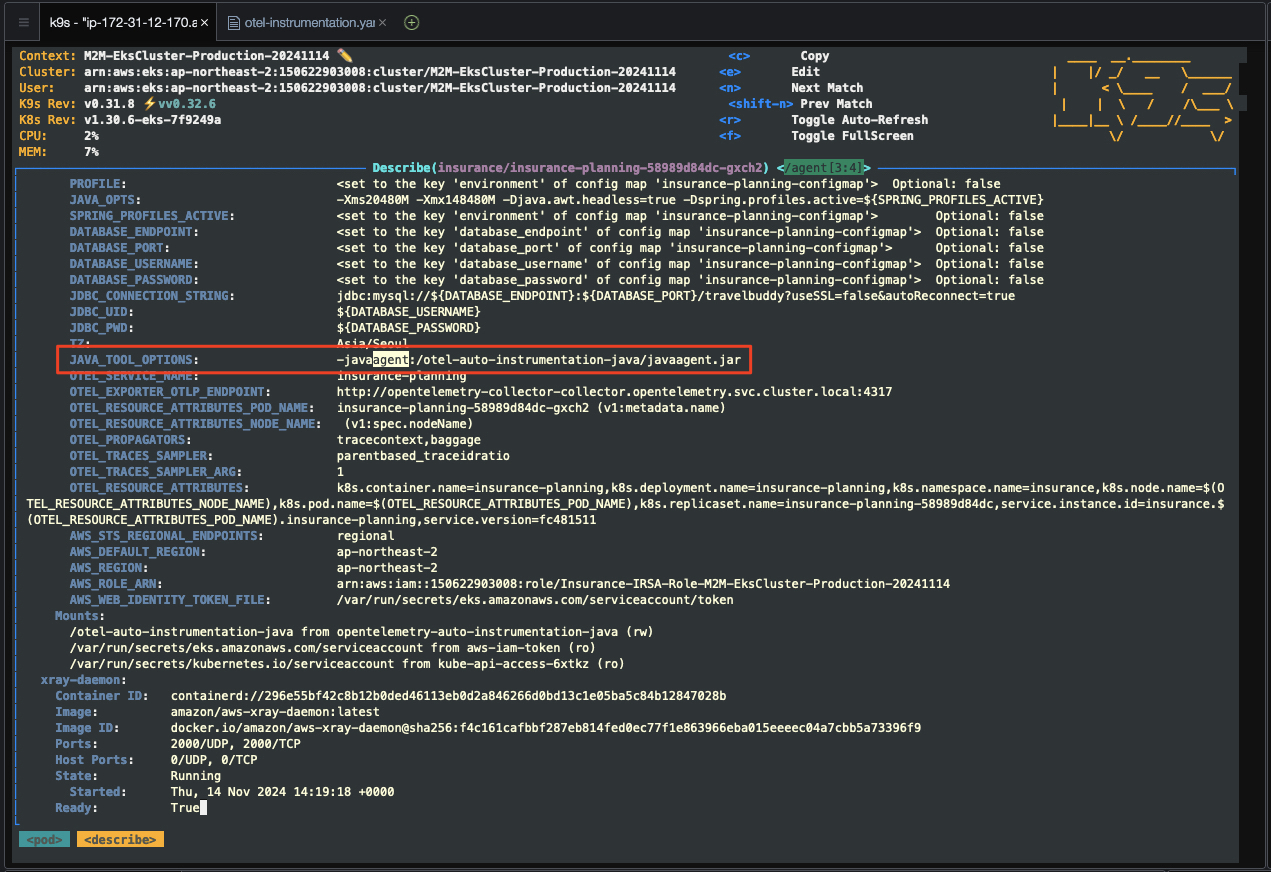 k9s - "ip-172-31-12-170.a × otel-instrumentation.yar ×
Context: M2M-EksCluster-Production-20241114 <c> Copy
Cluster: arn:aws:eks:ap-northeast-2:150622903008:cluster/M2M-EksCluster-Production-20241114 <e> Edit
User: arn:aws:eks:ap-northeast-2:150622903008:cluster/M2M-EksCluster-Production-20241114 <n> Next Match
K9s Rev: v0.31.8 ⚡vv0.32.6 <shift-n> Prev Match
K8s Rev: v1.30.6-eks-7f9249a <r> Toggle Auto-Refresh
CPU: 2% <f> Toggle FullScreen
MEM: 7%
Describe(insurance/insurance-planning-58989d84dc-gxch2) </agent[3:4]>
PROFILE: <set to the key 'environment' of config map 'insurance-planning-configmap'> Optional: false
JAVA_OPTS: -Xms20480M -Xmx148480M -Djava.awt.headless=true -Dspring.profiles.active=${SPRING_PROFILES_ACTIVE}
SPRING_PROFILES_ACTIVE: <set to the key 'environment' of config map 'insurance-planning-configmap'> Optional: false
DATABASE_ENDPOINT: <set to the key 'database_endpoint' of config map 'insurance-planning-configmap'> Optional: false
DATABASE_PORT: <set to the key 'database_port' of config map 'insurance-planning-configmap'> Optional: false
DATABASE_USERNAME: <set to the key 'database_username' of config map 'insurance-planning-configmap'> Optional: false
DATABASE_PASSWORD: <set to the key 'database_password' of config map 'insurance-planning-configmap'> Optional: false
JDBC_CONNECTION_STRING: jdbc:mysql://${DATABASE_ENDPOINT}:${DATABASE_PORT}/travelbuddy?useSSL=false&autoReconnect=true
JDBC_UID: ${DATABASE_USERNAME}
JDBC_PWD: ${DATABASE_PASSWORD}
TZ: Asia/Seoul
JAVA_TOOL_OPTIONS: -javaagent:/otel-auto-instrumentation-java/javaagent.jar
OTEL_SERVICE_NAME: insurance-planning
OTEL_EXPORTER_OTLP_ENDPOINT: http://opentelemetry-collector-collector.opentelemetry.svc.cluster.local:4317
OTEL_RESOURCE_ATTRIBUTES_POD_NAME: insurance-planning-58989d84dc-gxch2 (v1:metadata.name)
OTEL_RESOURCE_ATTRIBUTES_NODE_NAME: (v1:spec.nodeName)
OTEL_PROPAGATORS: tracecontext,baggage
OTEL_TRACES_SAMPLER: parentbased_traceidratio
OTEL_TRACES_SAMPLER_ARG: 1
OTEL_RESOURCE_ATTRIBUTES: k8s.container.name=insurance-planning,k8s.deployment.name=insurance-planning,k8s.namespace.name=insurance,k8s.node.name=$(O
TEL_RESOURCE_ATTRIBUTES_NODE_NAME),k8s.pod.name=$(OTEL_RESOURCE_ATTRIBUTES_POD_NAME),k8s.replicaset.name=insurance-planning-58989d84dc,service.instance.id=insurance.$
(OTEL_RESOURCE_ATTRIBUTES_POD_NAME).insurance-planning,service.version=fc481511
AWS_STS_REGIONAL_ENDPOINTS: regional
AWS_DEFAULT_REGION: ap-northeast-2
AWS_REGION: ap-northeast-2
AWS_ROLE_ARN: arn:aws:iam::150622903008:role/Insurance-IRSA-Role-M2M-EksCluster-Production-20241114
AWS_WEB_IDENTITY_TOKEN_FILE: /var/run/secrets/eks.amazonaws.com/serviceaccount/token
Mounts:
/otel-auto-instrumentation-java from opentelemetry-auto-instrumentation-java (rw)
/var/run/secrets/eks.amazonaws.com/serviceaccount from aws-iam-token (ro)
/var/run/secrets/kubernetes.io/serviceaccount from kube-api-access-6xtkz (ro)
xray-daemon:
Container ID: containerd://296e55bf42c8b12b0ded46113eb0d2a846266d0bd13c1e05ba5c84b12847028b
Image: amazon/aws-xray-daemon:latest
Image ID: docker.io/amazon/aws-xray-daemon@sha256:f4c161cafbbf287eb814fed0ec77f1e863966eba015eeeec04a7cbb5a73396f9
Ports: 2000/UDP, 2000/TCP
Host Ports: 0/UDP, 0/TCP
State: Running
Started: Thu, 14 Nov 2024 14:19:18 +0000
Ready: True
<pod> <describe>